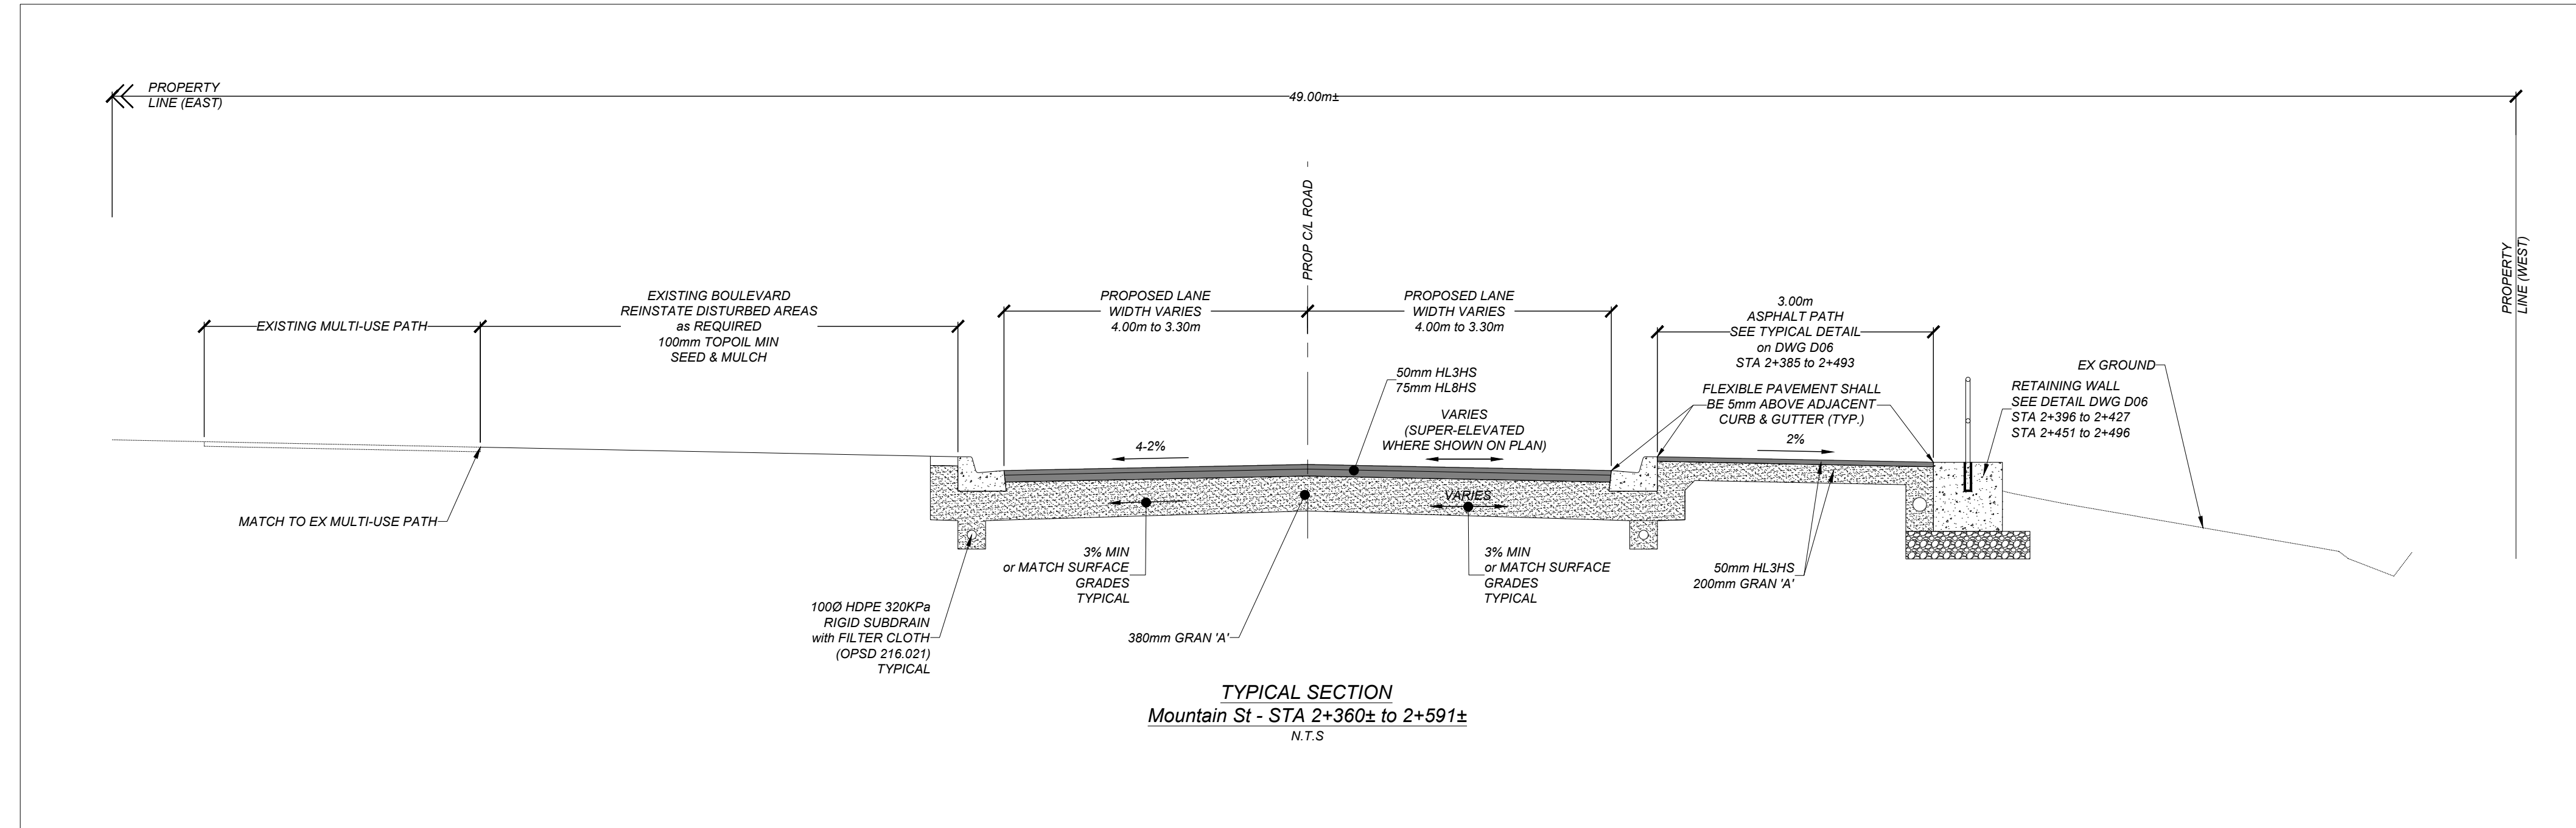 PROPERTY
LINE (EAST)
49.00m±
PROP C/L ROAD
PROPERTY
LINE (WEST)
EXISTING MULTI-USE PATH
EXISTING BOULEVARD
REINSTATE DISTURBED AREAS
as REQUIRED
100mm TOPOIL MIN
SEED & MULCH
PROPOSED LANE
WIDTH VARIES
4.00m to 3.30m
PROPOSED LANE
WIDTH VARIES
4.00m to 3.30m
3.00m
ASPHALT PATH
SEE TYPICAL DETAIL
on DWG D06
STA 2+385 to 2+493
50mm HL3HS
75mm HL8HS
FLEXIBLE PAVEMENT SHALL
BE 5mm ABOVE ADJACENT
CURB & GUTTER (TYP.)
EX GROUND
RETAINING WALL
SEE DETAIL DWG D06
STA 2+396 to 2+427
STA 2+451 to 2+496
4-2%
VARIES
(SUPER-ELEVATED
WHERE SHOWN ON PLAN)
2%
VARIES
MATCH TO EX MULTI-USE PATH
3% MIN
or MATCH SURFACE
GRADES
TYPICAL
3% MIN
or MATCH SURFACE
GRADES
TYPICAL
50mm HL3HS
200mm GRAN 'A'
100Ø HDPE 320KPa
RIGID SUBDRAIN
with FILTER CLOTH
(OPSD 216.021)
TYPICAL
380mm GRAN 'A'
TYPICAL SECTION
Mountain St - STA 2+360± to 2+591±
N.T.S